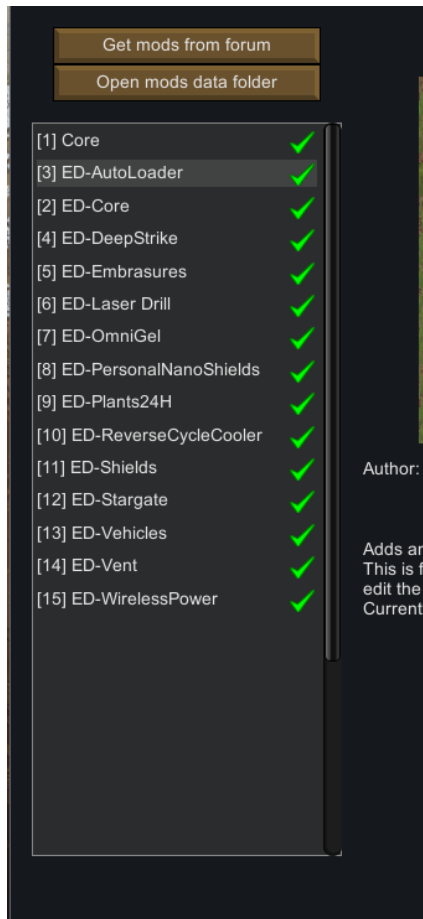 Get mods from forum
Open mods data folder
[1] Core
[3] ED-AutoLoader
[2] ED-Core
[4] ED-DeepStrike
[5] ED-Embrasures
[6] ED-Laser Drill
[7] ED-OmniGel
[8] ED-PersonalNanoShields
[9] ED-Plants24H
[10] ED-ReverseCycleCooler
[11] ED-Shields
[12] ED-Stargate
[13] ED-Vehicles
[14] ED-Vent
[15] ED-WirelessPower
Author:
Adds
This is
edit the
Current